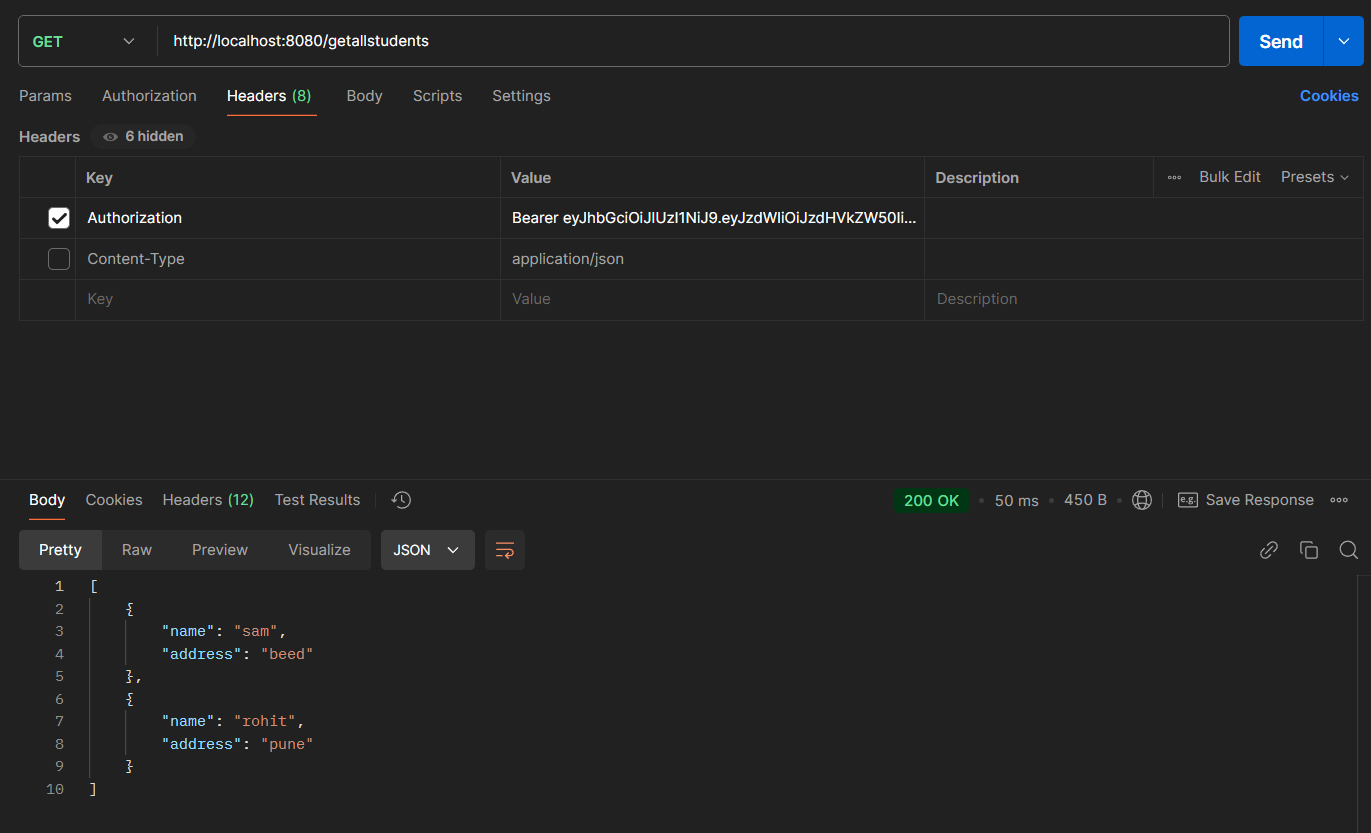 GET http://localhost:8080/getallstudents Send
Params Authorization Headers (8) Body Scripts Settings Cookies
Headers 6 hidden
Key Value Description Bulk Edit Presets
Authorization Bearer eyJhbGciOiJIUzI1NiJ9.eyJzdWIiOiJzdHVkZW50Ii...
Content-Type application/json
Key Value Description
Body Cookies Headers (12) Test Results 200 OK 50 ms 450 B e.g. Save Response
Pretty Raw Preview Visualize JSON
1 [
2 {
3 "name": "sam",
4 "address": "beed"
5 },
6 {
7 "name": "rohit",
8 "address": "pune"
9 }
10 ]